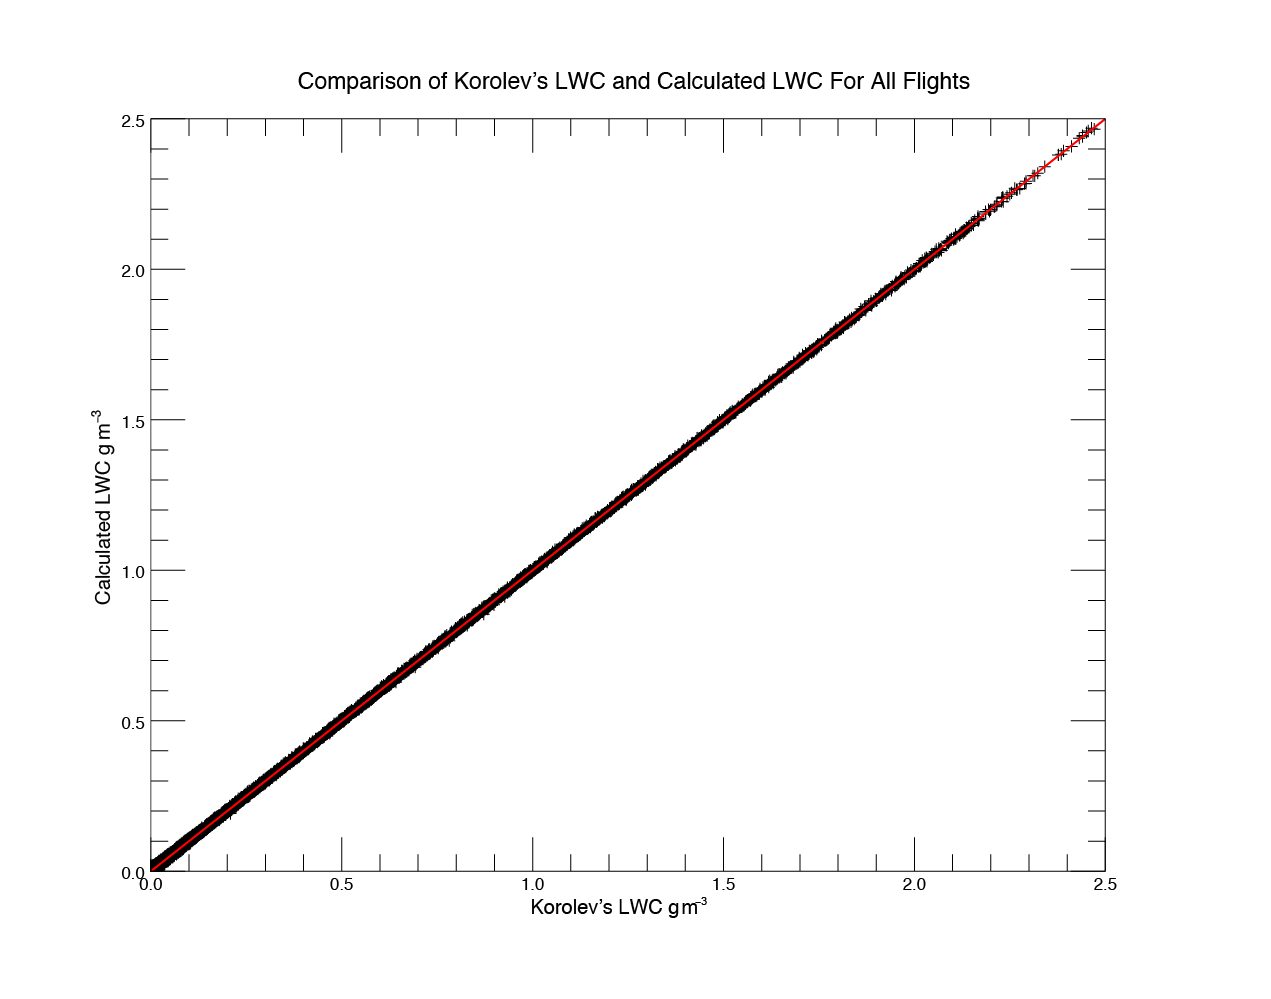 Comparison of Korolev's LWC and Calculated LWC For All Flights
2.5
2.0
1.5
1.0
0.5
0.0
Calculated LWC g m⁻³
0.0 0.5 1.0 1.5 2.0 2.5
Korolev's LWC g m⁻³